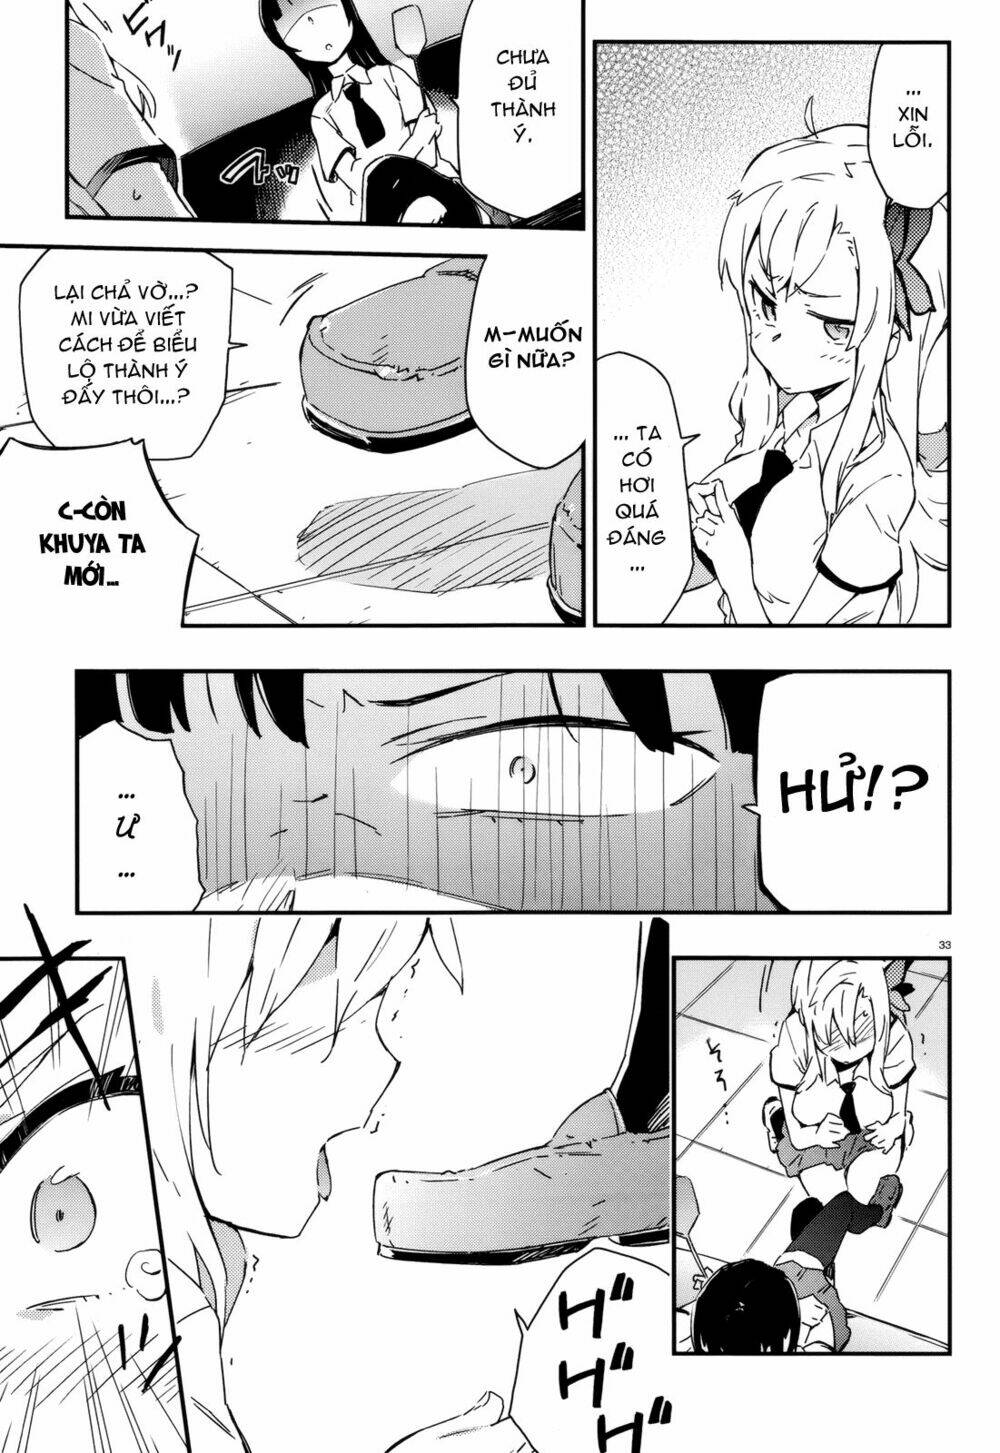 ...
XIN
LỖI.
... TA
CÓ
HƠI
QUÁ
ĐÁNG
...
CHƯA
ĐỦ
THÀNH
Ý.
M-MUỐN
GÌ NỮA?
LẠI CHẢ VỜ...?
MI VỪA VIẾT
CÁCH ĐỂ BIỂU
LỘ THÀNH Ý
ĐẤY THÔI...?
C-CÒN
KHUYA TA
MỚI...
HỬ!?
...
Ư
...
33